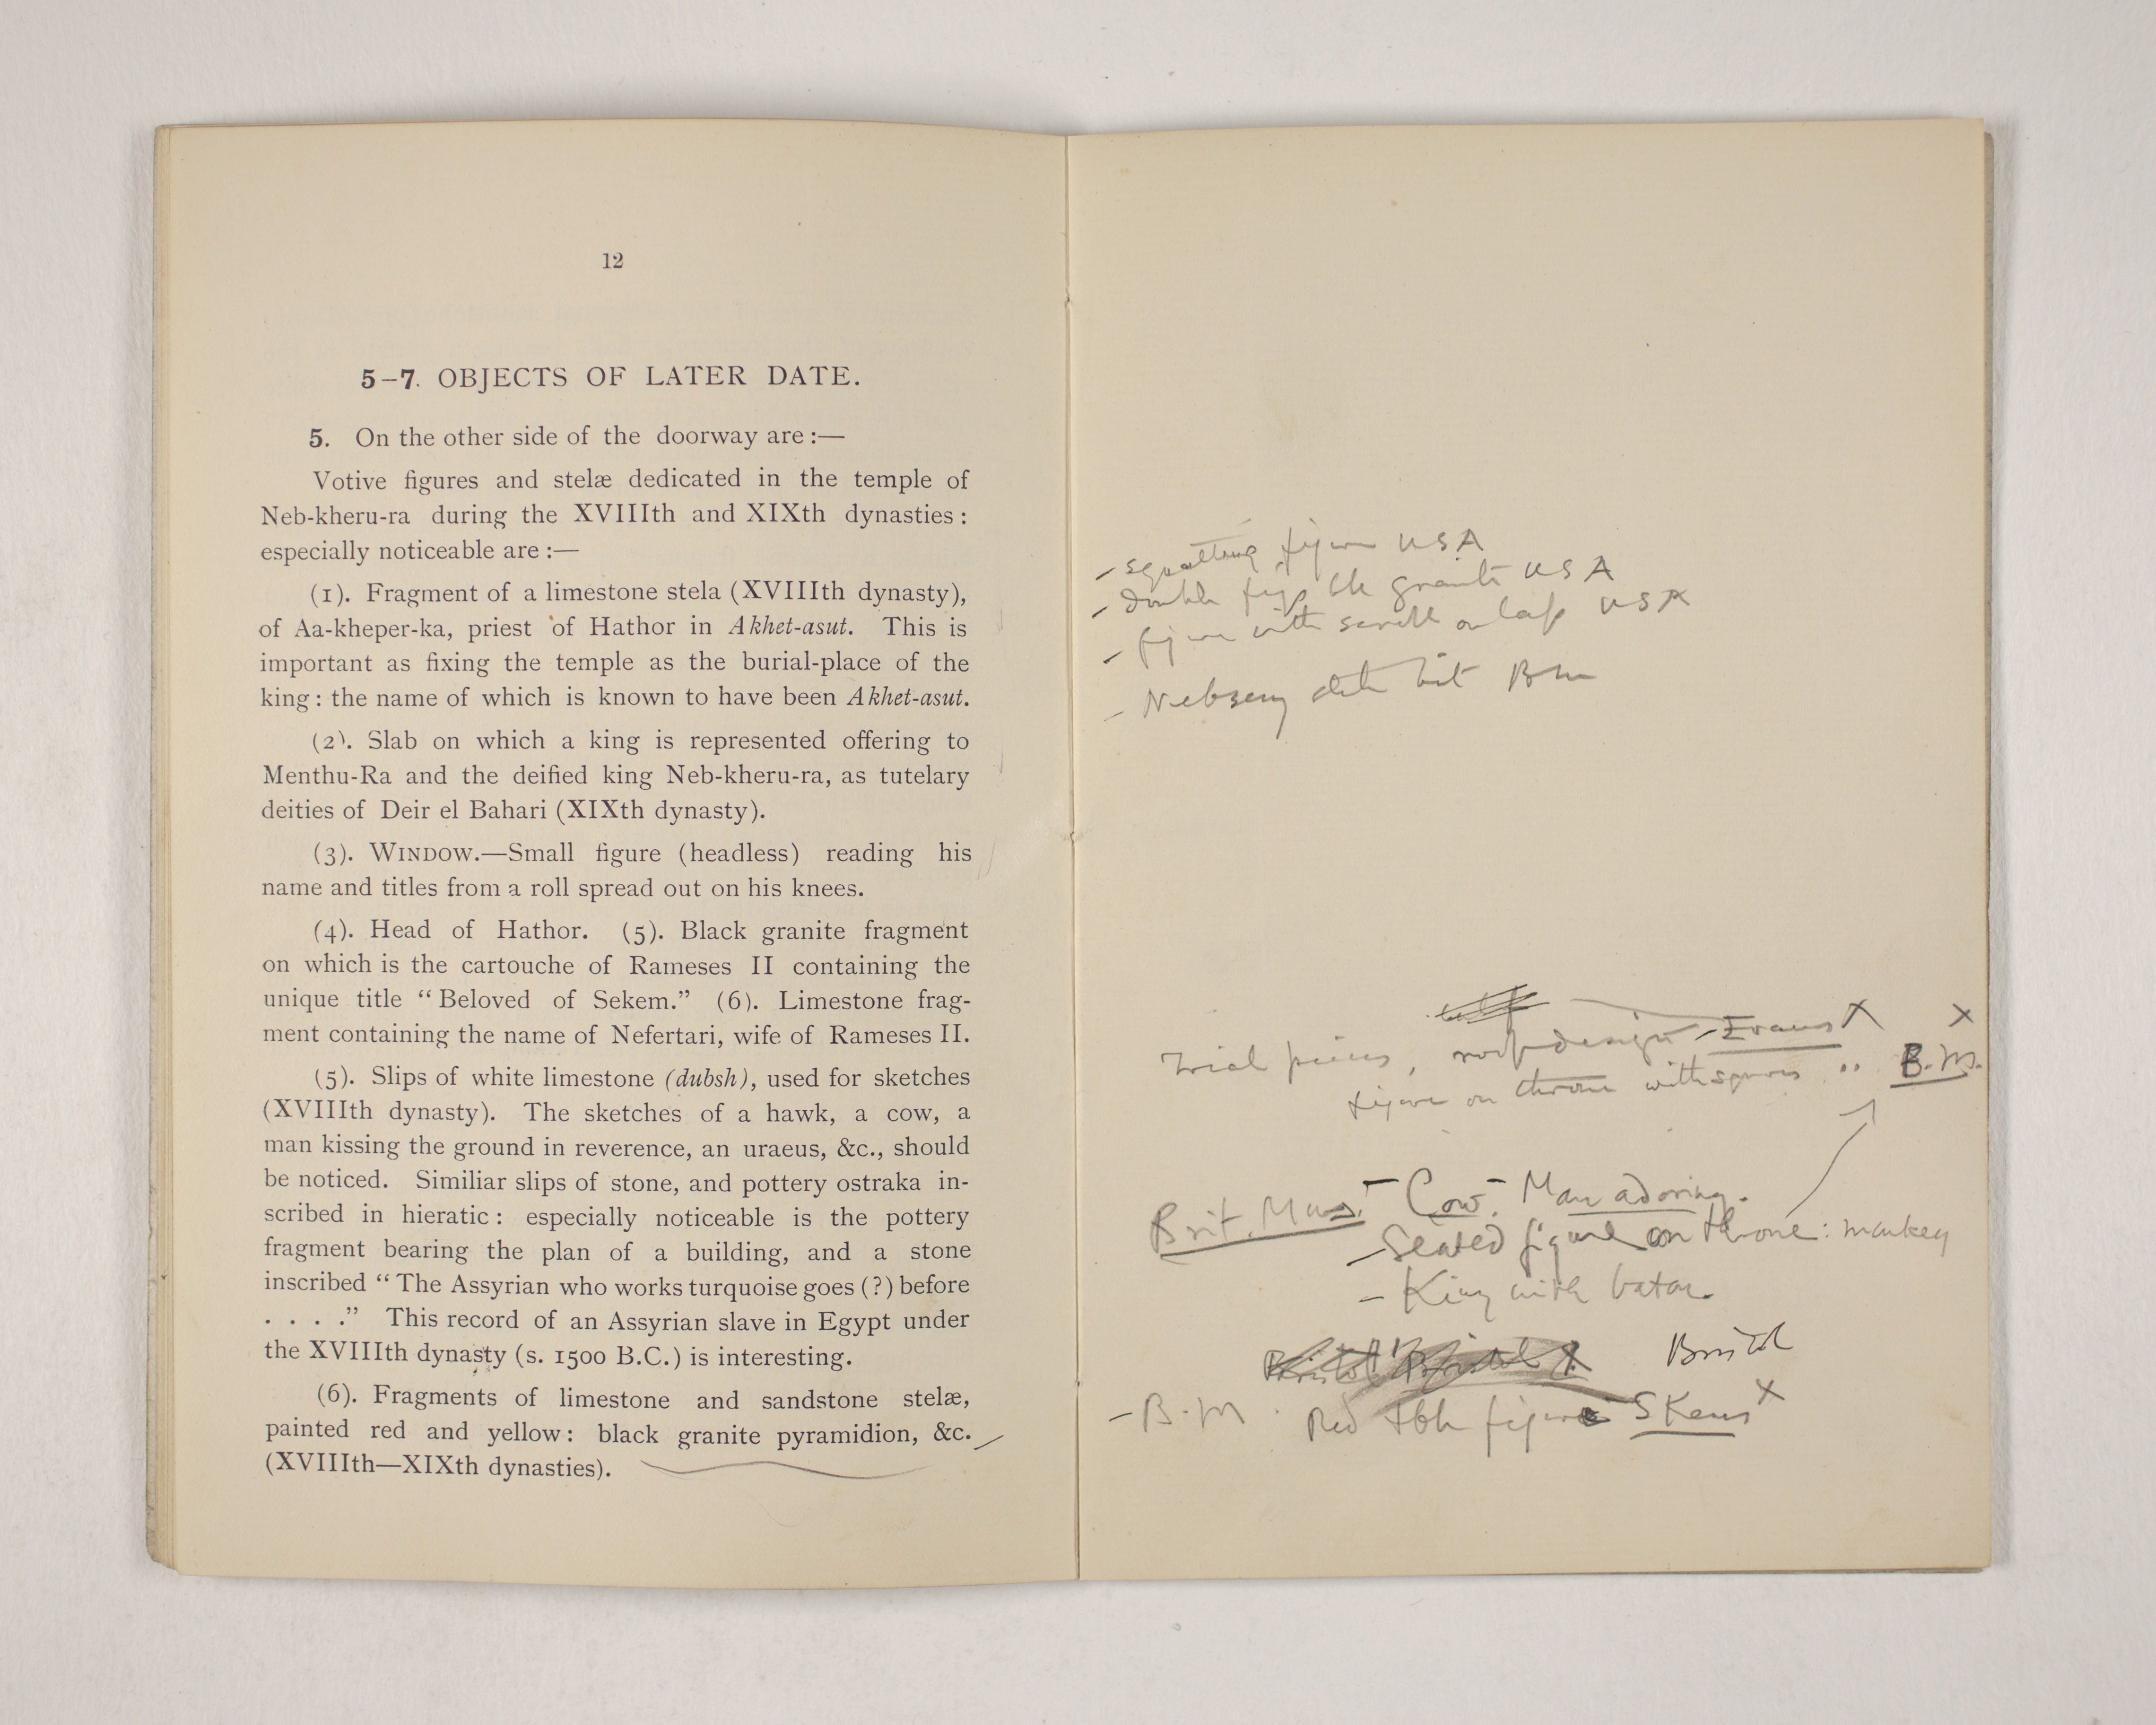 12
5–7. OBJECTS OF LATER DATE.
5. On the other side of the doorway are :—
Votive figures and stelæ dedicated in the temple of
Neb-kheru-ra during the XVIIIth and XIXth dynasties :
especially noticeable are :—
(1). Fragment of a limestone stela (XVIIIth dynasty),
of Aa-kheper-ka, priest of Hathor in Akhet-asut. This is
important as fixing the temple as the burial-place of the
king : the name of which is known to have been Akhet-asut.
(2). Slab on which a king is represented offering to
Menthu-Ra and the deified king Neb-kheru-ra, as tutelary
deities of Deir el Bahari (XIXth dynasty).
(3). WINDOW.—Small figure (headless) reading his
name and titles from a roll spread out on his knees.
(4). Head of Hathor. (5). Black granite fragment
on which is the cartouche of Rameses II containing the
unique title “Beloved of Sekem.” (6). Limestone frag-
ment containing the name of Nefertari, wife of Rameses II.
(5). Slips of white limestone (dubsh), used for sketches
(XVIIIth dynasty). The sketches of a hawk, a cow, a
man kissing the ground in reverence, an uraeus, &c., should
be noticed. Similiar slips of stone, and pottery ostraka in-
scribed in hieratic : especially noticeable is the pottery
fragment bearing the plan of a building, and a stone
inscribed “The Assyrian who works turquoise goes (?) before
. . . .” This record of an Assyrian slave in Egypt under
the XVIIIth dynasty (s. 1500 B.C.) is interesting.
(6). Fragments of limestone and sandstone stelæ,
painted red and yellow : black granite pyramidion, &c.
(XVIIIth—XIXth dynasties).
- squatting figure USA
- double figs blk granite USA
- figure with scroll on lap USA
- Nebseny bit BM
Trial pieces, roof design - Evans X X
figure on throne with " B.M.
Brit. Mus. - Cow. - Man adoring.
- Seated figure on throne : monkey
- King with baton.
Bristol
- B.M. Red figure Skems X